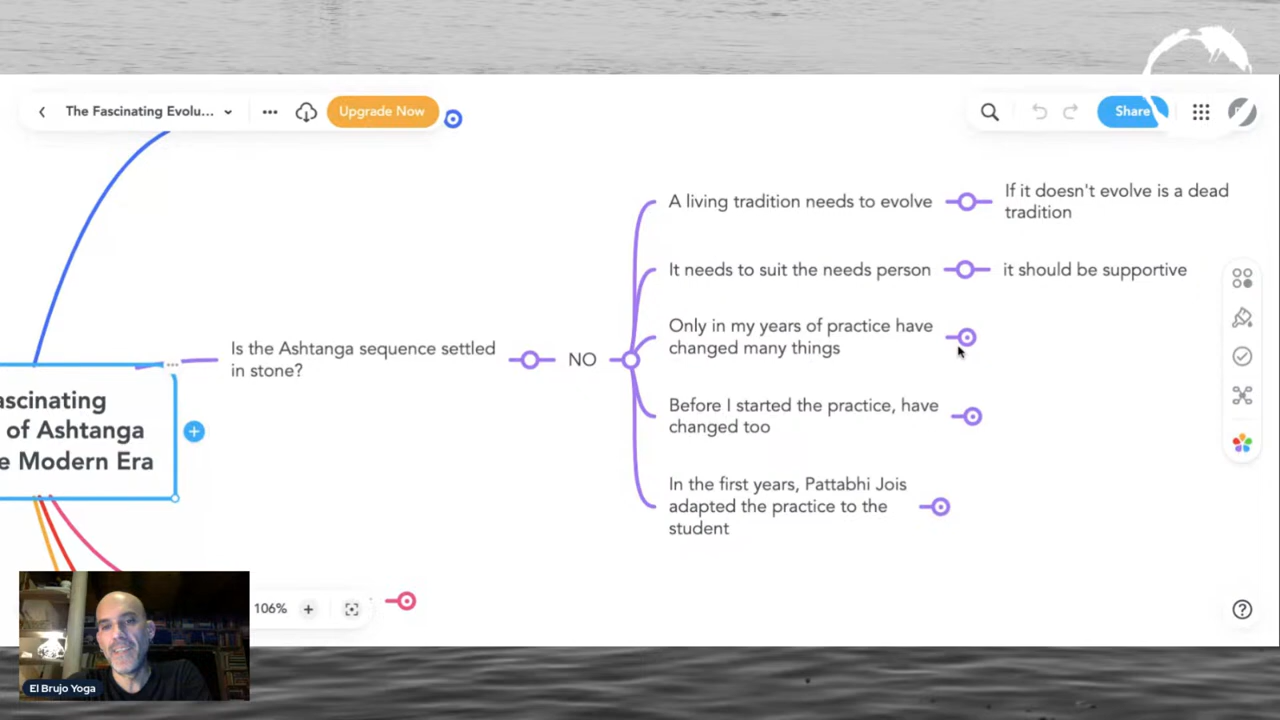 The Fascinating Evolu...
Upgrade Now
Share
A living tradition needs to evolve
If it doesn't evolve is a dead
tradition
It needs to suit the needs person
it should be supportive
Only in my years of practice have
changed many things
Is the Ashtanga sequence settled
in stone?
NO
Before I started the practice, have
changed too
ascinating
of Ashtanga
e Modern Era
In the first years, Pattabhi Jois
adapted the practice to the
student
106%
El Brujo Yoga